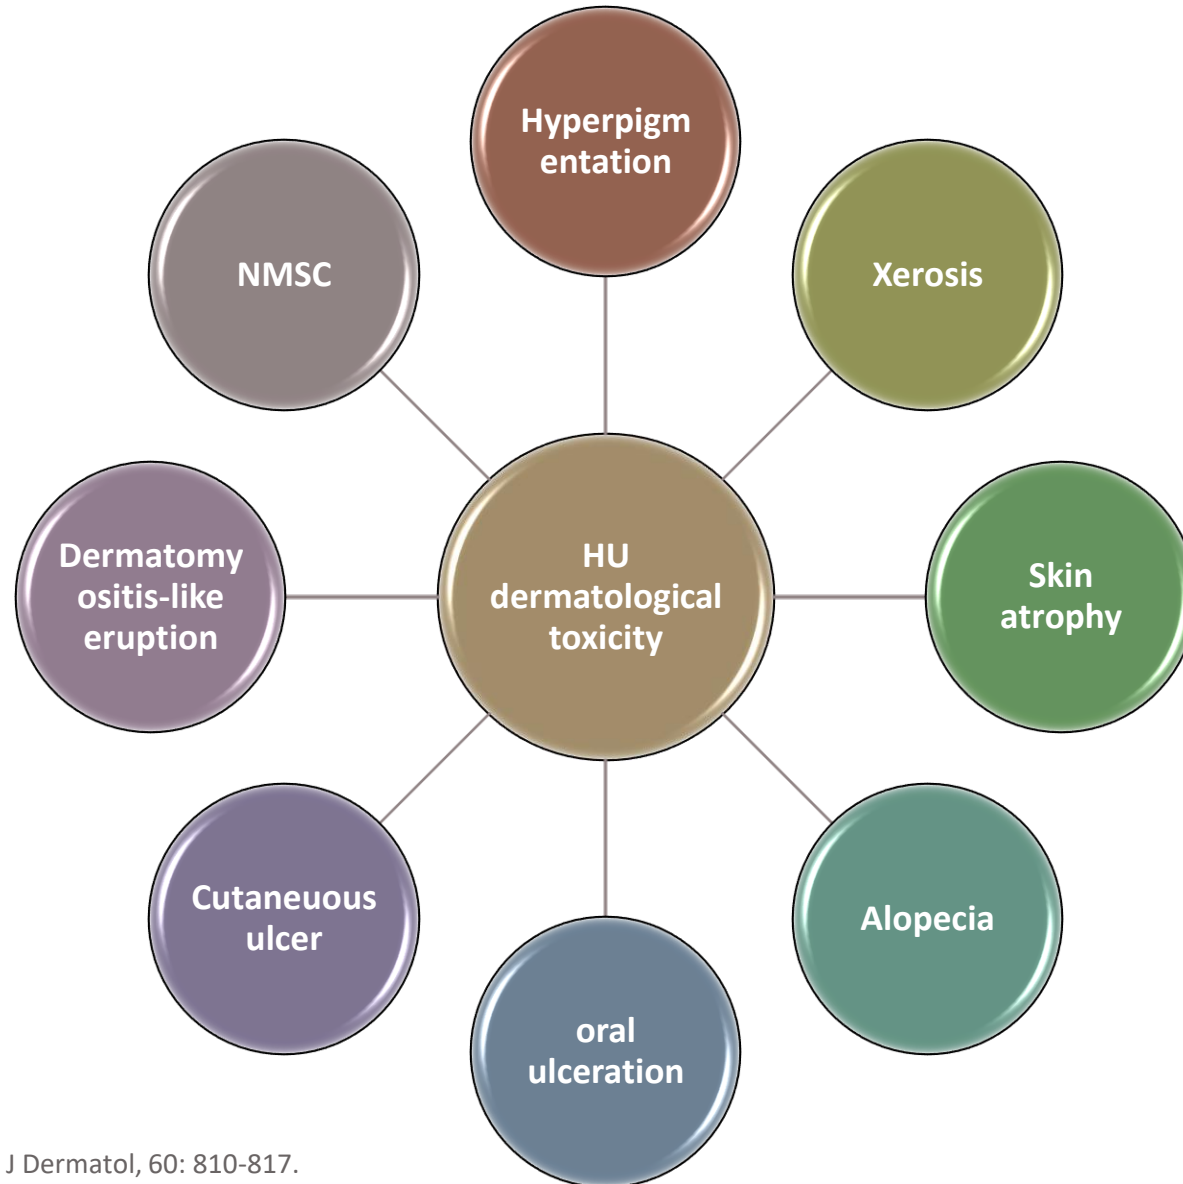 Hyperpigm
entation
Xerosis
Skin
atrophy
Alopecia
oral
ulceration
Cutaneuous
ulcer
Dermatomy
ositis-like
eruption
NMSC
HU
dermatological
toxicity
J Dermatol, 60: 810-817.